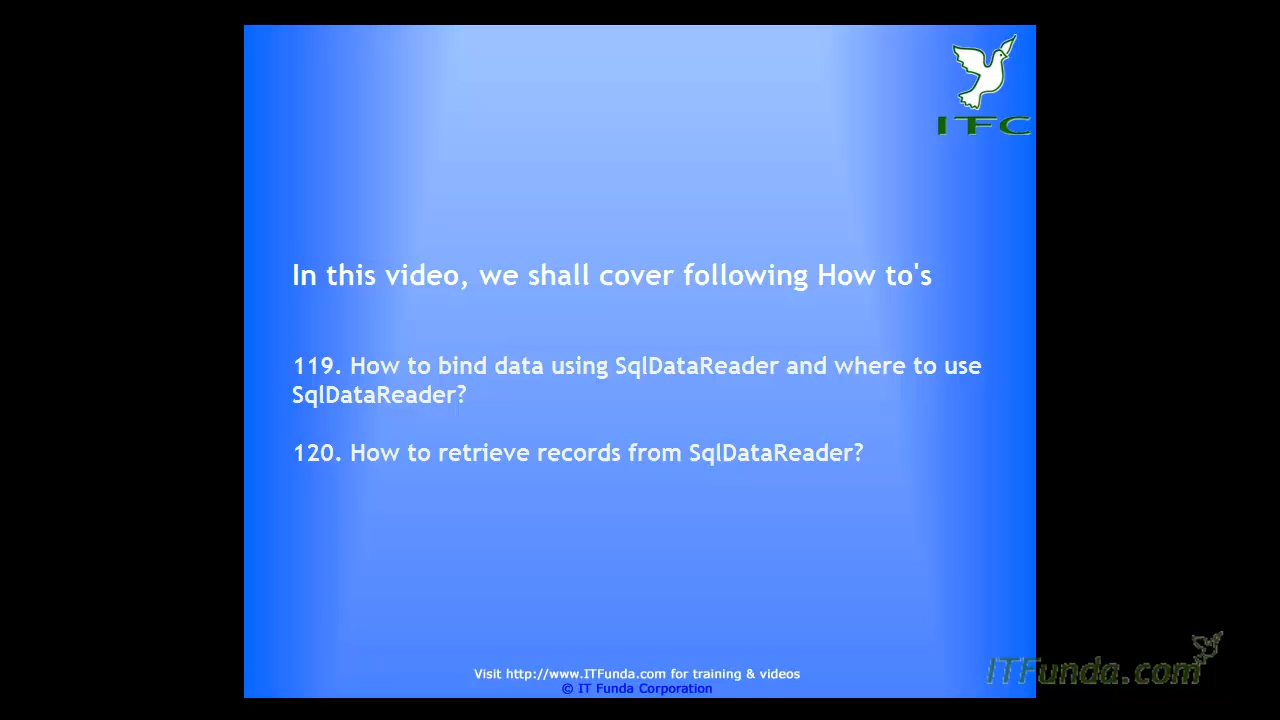 ITC
In this video, we shall cover following How to's
119. How to bind data using SqlDataReader and where to use
SqlDataReader?
120. How to retrieve records from SqlDataReader?
Visit http://www.ITFunda.com for training & videos
© IT Funda Corporation
ITFunda.com